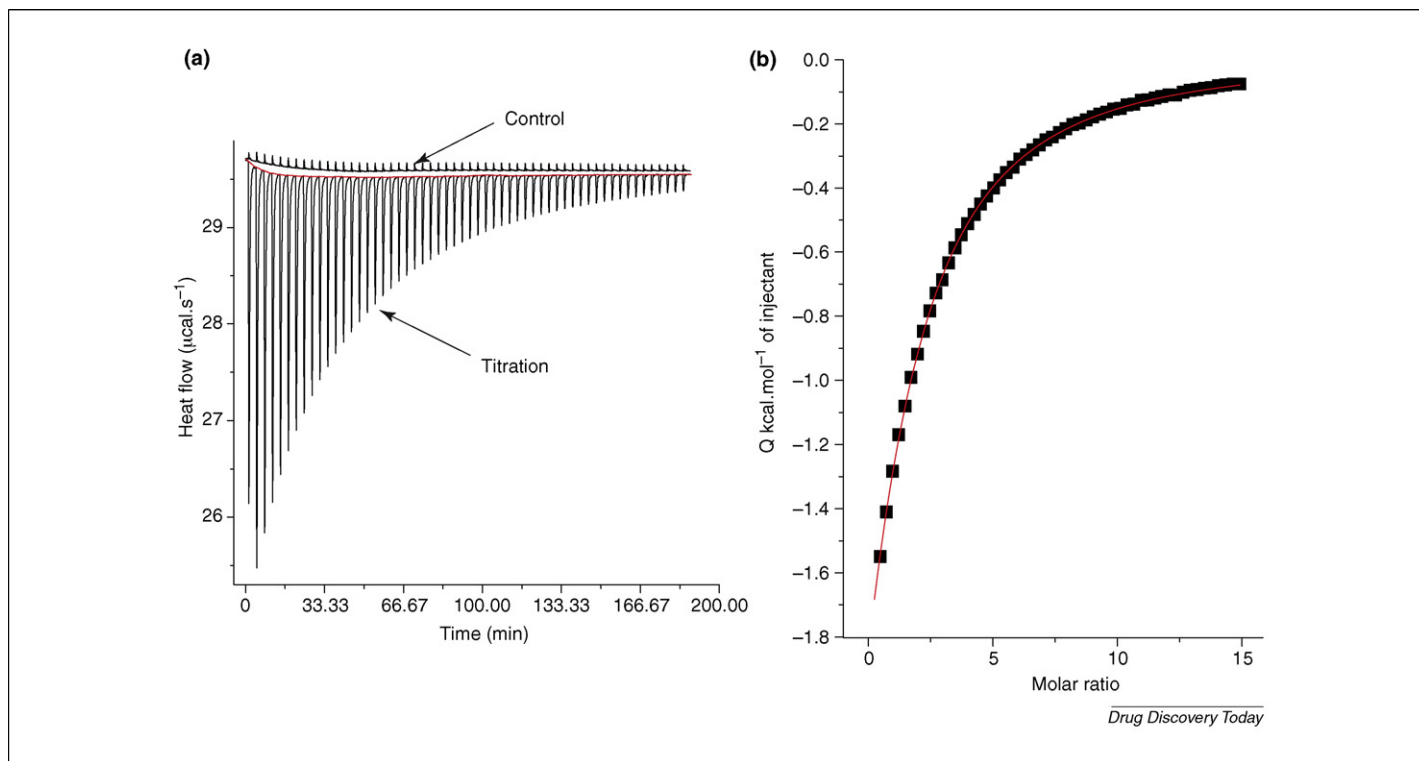 (a)
Control
Titration
Heat flow (μcal.s⁻¹)
29
28
27
26
0 33.33 66.67 100.00 133.33 166.67 200.00
Time (min)
(b)
Q kcal.mol⁻¹ of injectant
0.0
−0.2
−0.4
−0.6
−0.8
−1.0
−1.2
−1.4
−1.6
−1.8
0 5 10 15
Molar ratio
Drug Discovery Today